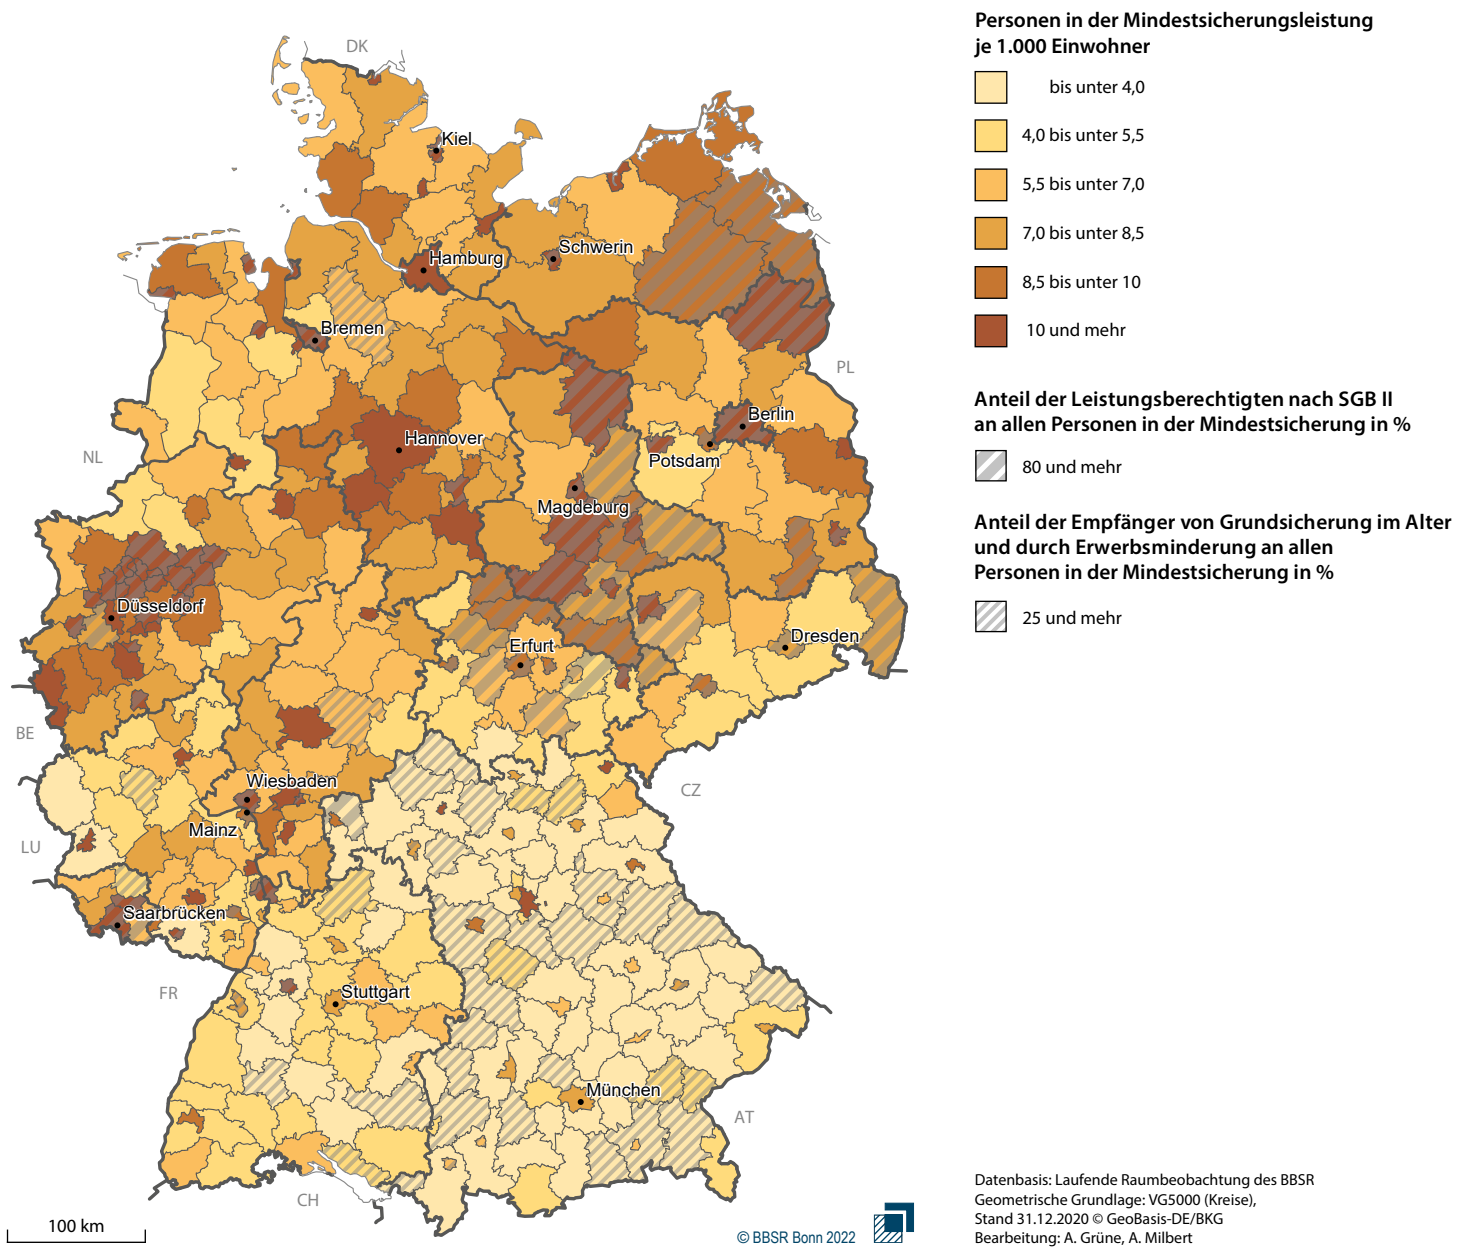 Personen in der Mindestsicherungsleistung
je 1.000 Einwohner
bis unter 4,0
4,0 bis unter 5,5
5,5 bis unter 7,0
7,0 bis unter 8,5
8,5 bis unter 10
10 und mehr
Anteil der Leistungsberechtigten nach SGB II
an allen Personen in der Mindestsicherung in %
80 und mehr
Anteil der Empfänger von Grundsicherung im Alter
und durch Erwerbsminderung an allen
Personen in der Mindestsicherung in %
25 und mehr
DK
Kiel
Schwerin
Hamburg
Bremen
PL
Berlin
Hannover
NL
Potsdam
Magdeburg
Düsseldorf
Dresden
Erfurt
BE
Wiesbaden
CZ
Mainz
LU
Saarbrücken
FR
Stuttgart
München
AT
CH
100 km
© BBSR Bonn 2022
Datenbasis: Laufende Raumbeobachtung des BBSR
Geometrische Grundlage: VG5000 (Kreise),
Stand 31.12.2020 © GeoBasis-DE/BKG
Bearbeitung: A. Grüne, A. Milbert